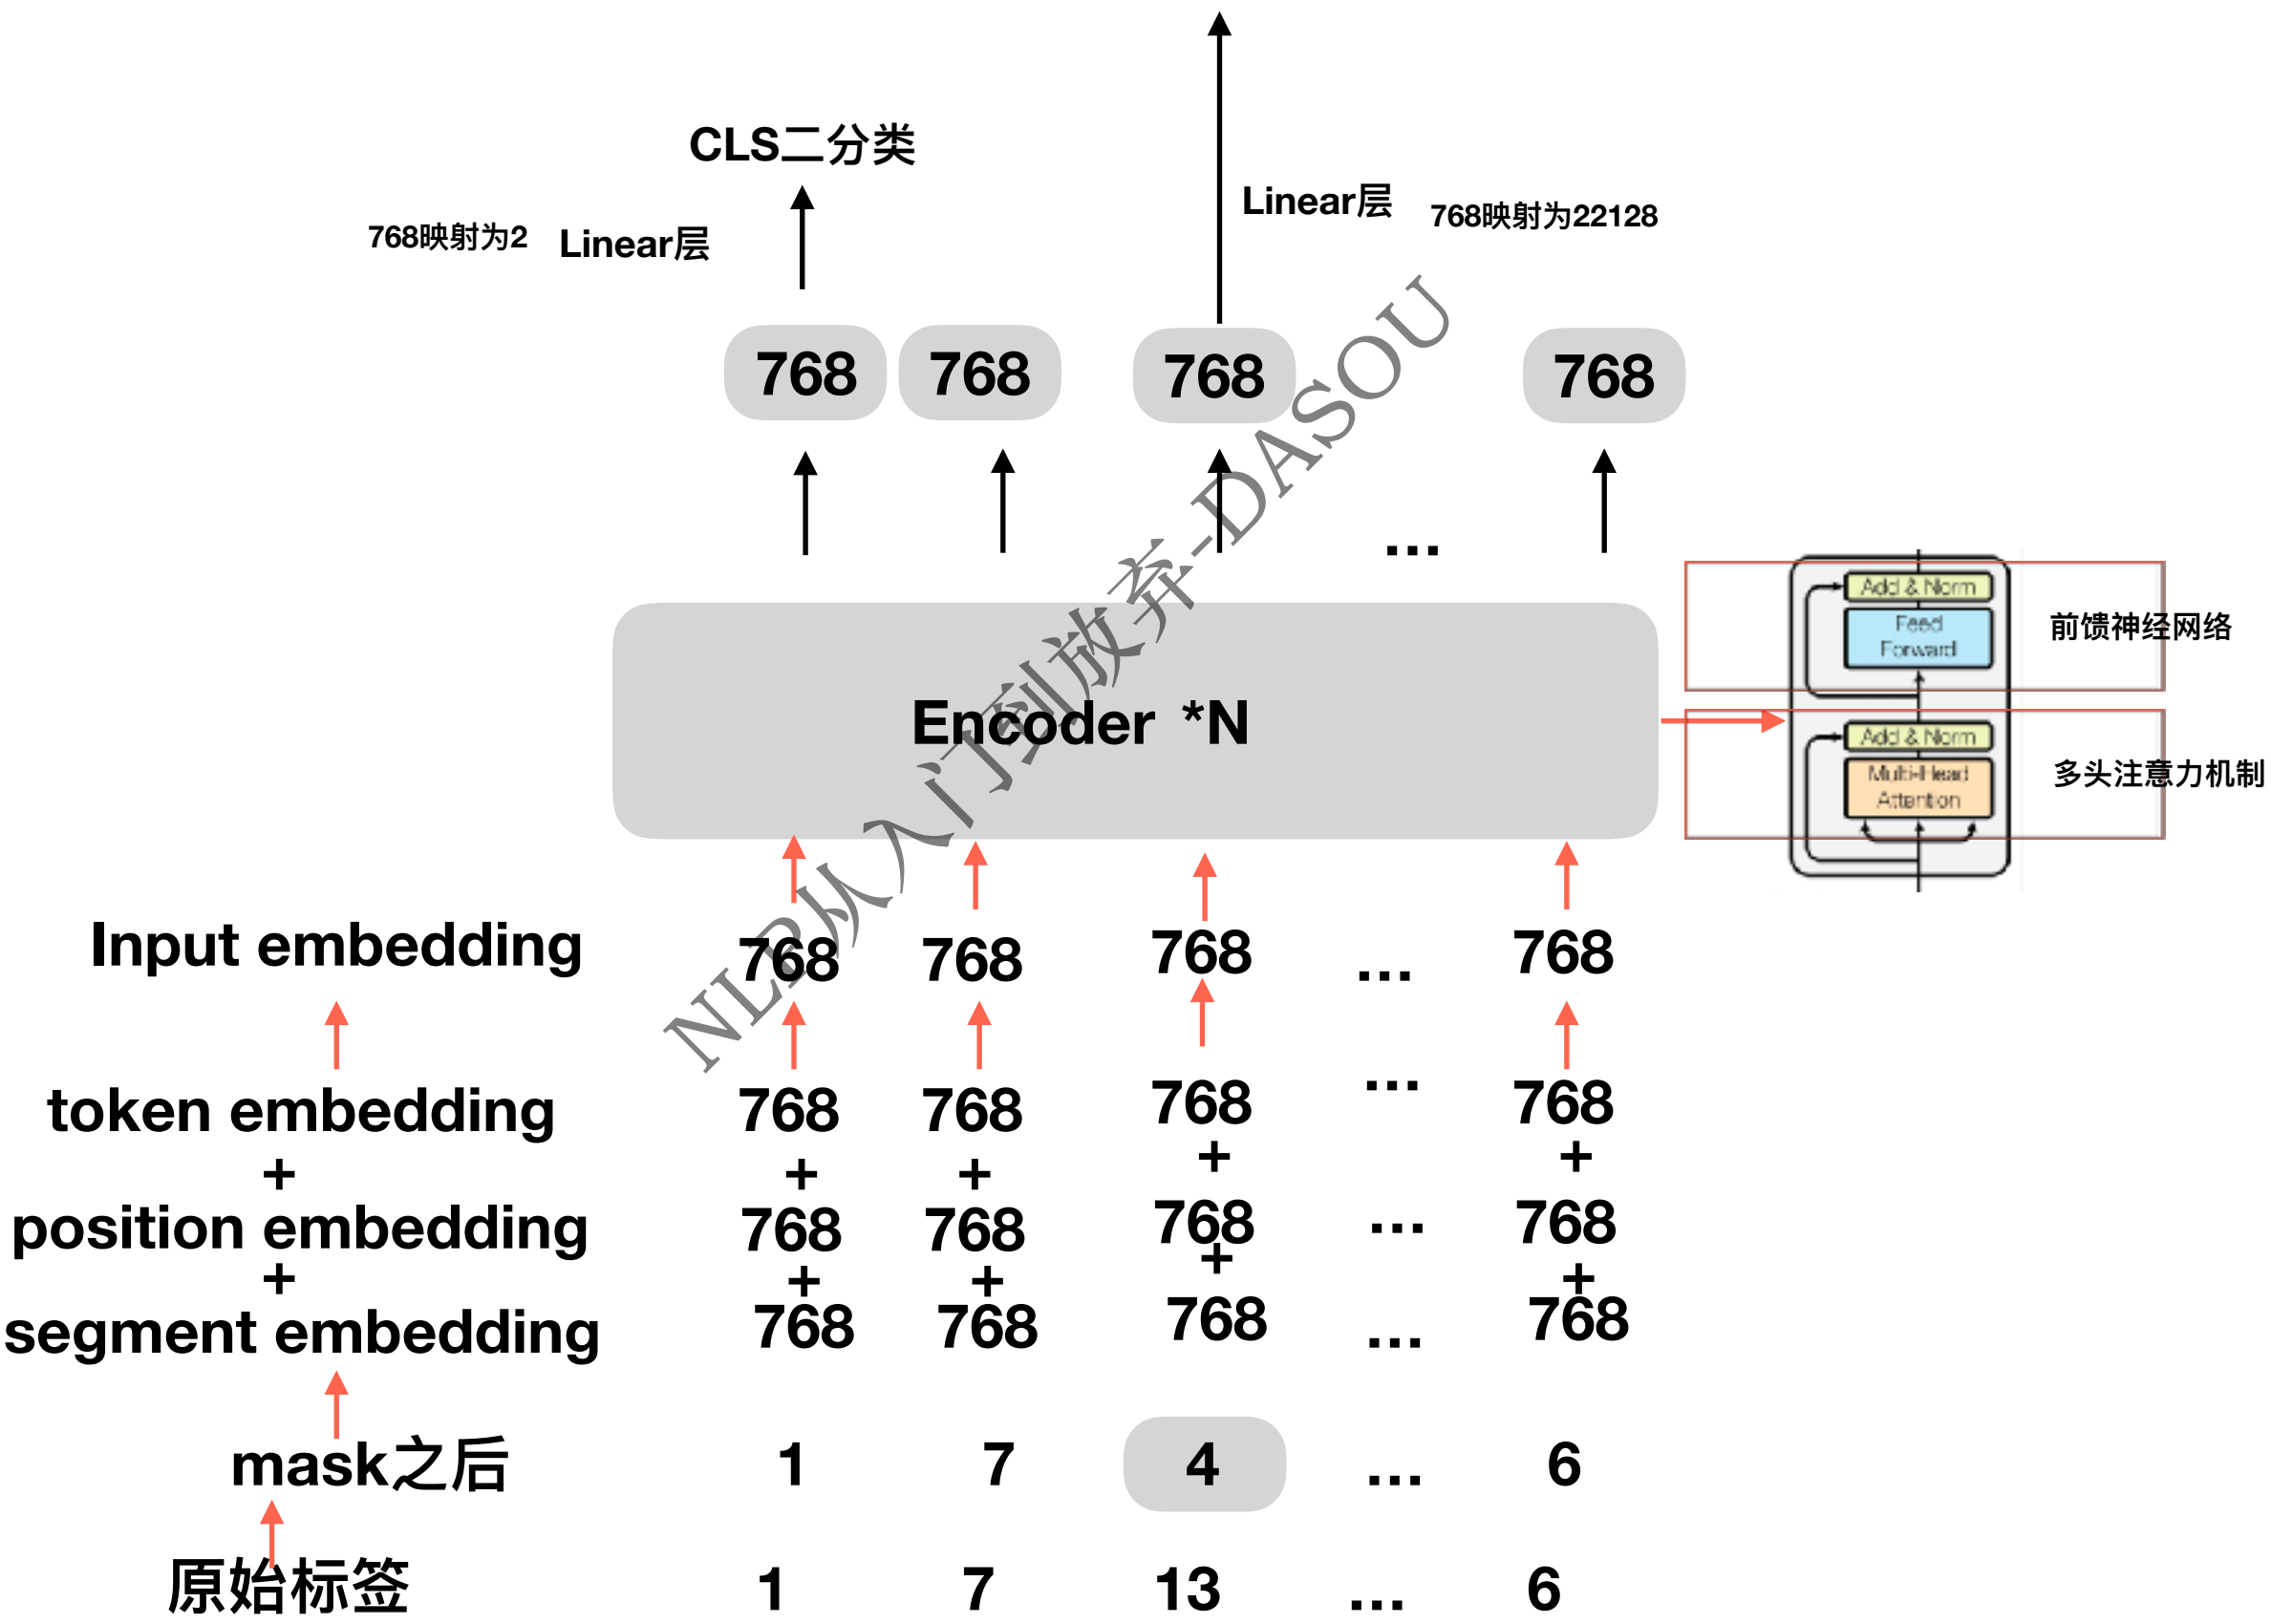 CLS二分类
768映射为2 Linear层
Linear层 768映射为22128
768 768 768 768
...
Encoder *N
Add & Norm
Feed
Forward
前馈神经网络
Add & Norm
Multi-Head
Attention
多头注意力机制
Input embedding 768 768 768 ... 768
token embedding 768 768 768 ... 768
+ + + + +
position embedding 768 768 768 ... 768
+ + + + +
segment embedding 768 768 768 ... 768
mask之后 1 7 4 ... 6
原始标签 1 7 13 ... 6
NLP从入门到放弃-DASOU